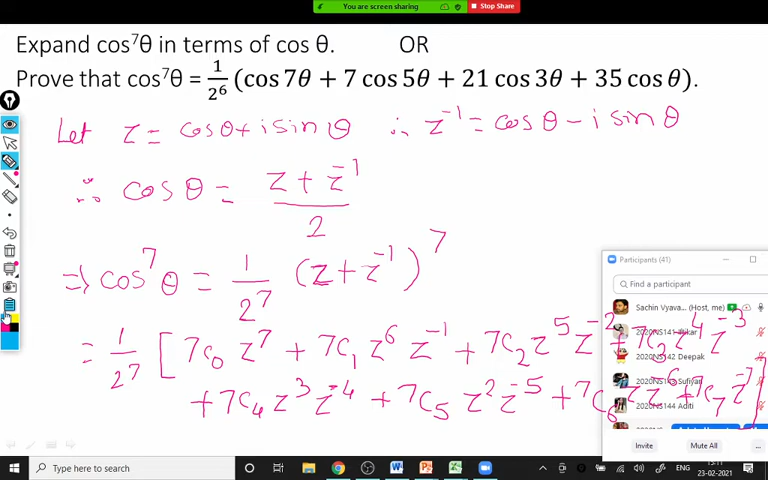 You are screen sharing
Stop Share
Expand cos⁷θ in terms of cos θ. OR
Prove that cos⁷θ = 1/2⁶ (cos 7θ + 7 cos 5θ + 21 cos 3θ + 35 cos θ).
Let z = cosθ + i sin θ ∴ z⁻¹ = cosθ − i sin θ
∴ cos θ = (z + z⁻¹)/2
⇒ cos⁷θ = 1/2⁷ (z + z⁻¹)⁷
= 1/2⁷ [7c₀ z⁷ + 7c₁ z⁶ z⁻¹ + 7c₂ z⁵ z⁻² + 7c₃ z⁴ z⁻³
+ 7c₄ z³ z⁻⁴ + 7c₅ z² z⁻⁵ + 7c₆ z z⁻⁶ + 7c₇ z⁻⁷]
Participants (41)
Find a participant
Sachin Vyava... (Host, me)
2020NS142 Deepak
2020NS144 Aditi
Invite Mute All ...
Type here to search
ENG
15:11
23-02-2021